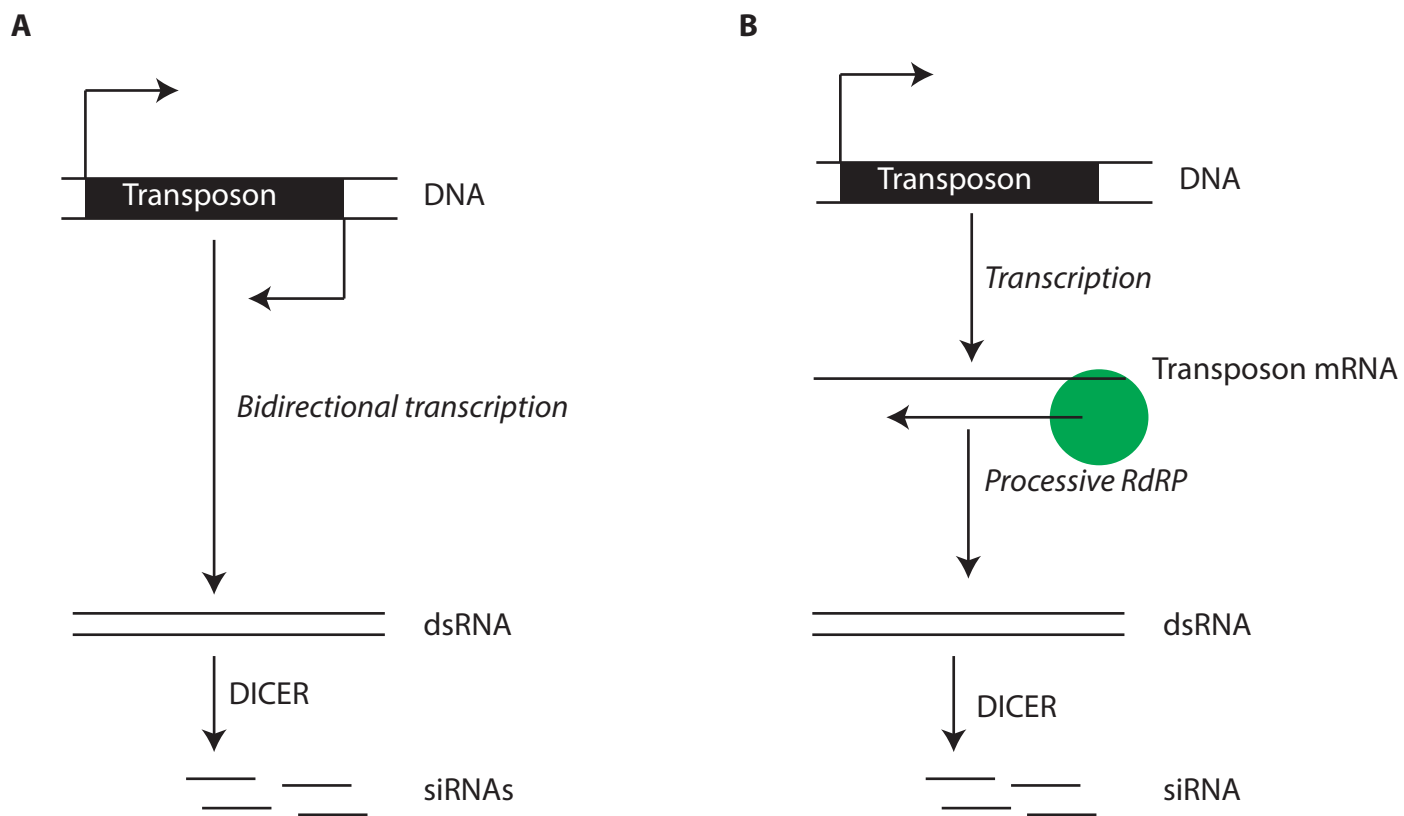 A
Transposon
DNA
Bidirectional transcription
dsRNA
DICER
siRNAs
B
Transposon
DNA
Transcription
Transposon mRNA
Processive RdRP
dsRNA
DICER
siRNA